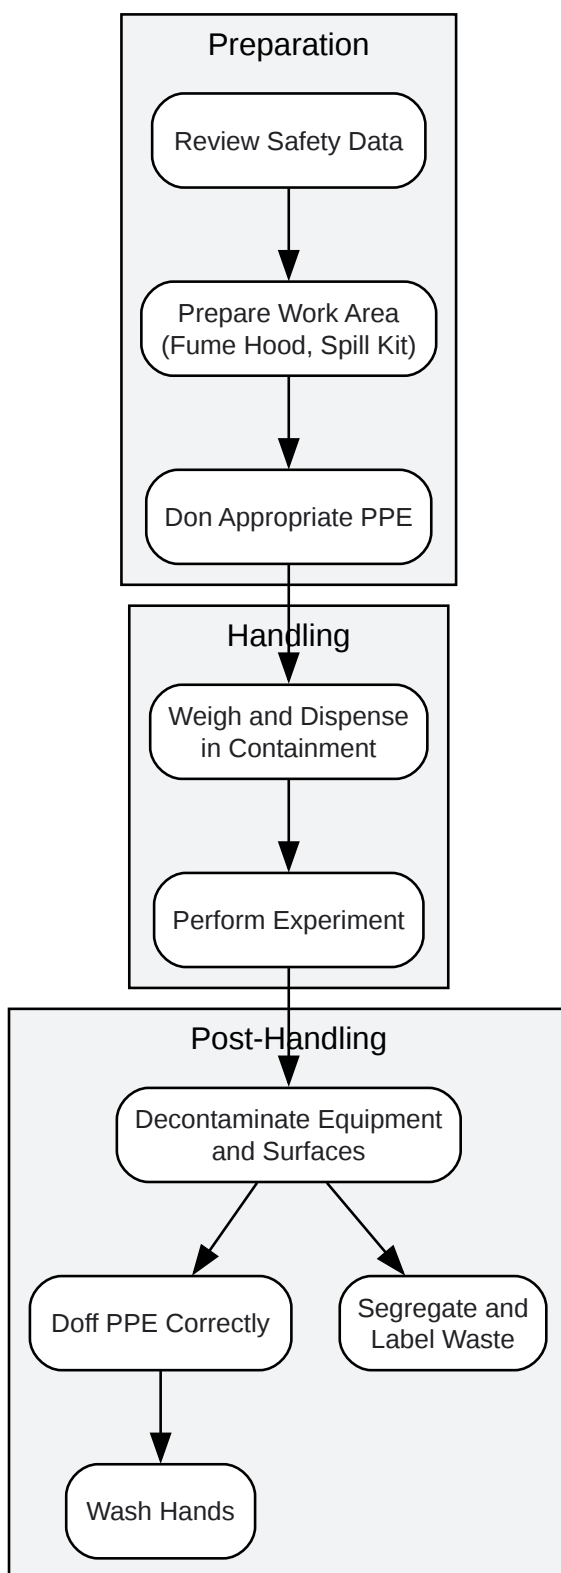 Preparation
Review Safety Data
Prepare Work Area
(Fume Hood, Spill Kit)
Don Appropriate PPE
Handling
Weigh and Dispense
in Containment
Perform Experiment
Post-Handling
Decontaminate Equipment
and Surfaces
Doff PPE Correctly
Segregate and
Label Waste
Wash Hands